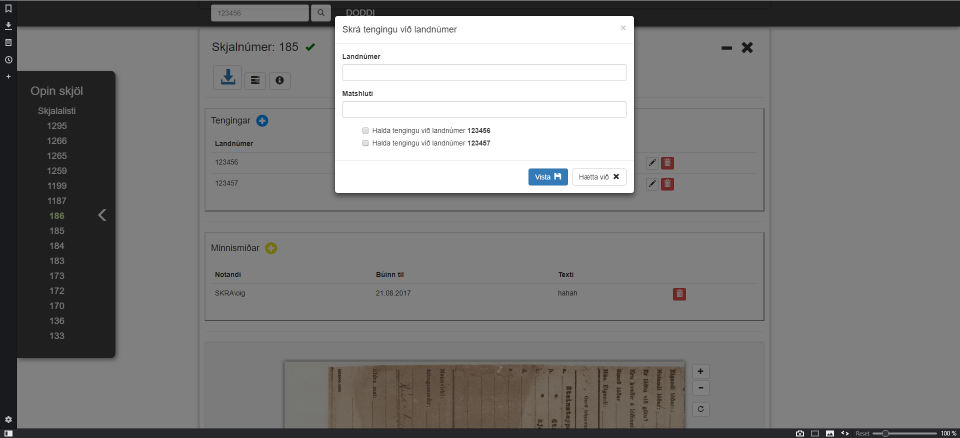 123456
DODDI
Skrá tengingu við landnúmer
×
Landnúmer
Matshluti
Halda tengingu við landnúmer 123456
Halda tengingu við landnúmer 123457
Vista
Hætta við
Skjalnúmer: 185
Tengingar
Landnúmer
123456
123457
Minnismiðar
Notandi Búinn til Texti
SKRA\oig 21.08.2017 hahah
Opin skjöl
Skjalalisti
1295
1266
1265
1259
1199
1187
186
185
184
183
173
172
170
136
133
Reset 100 %